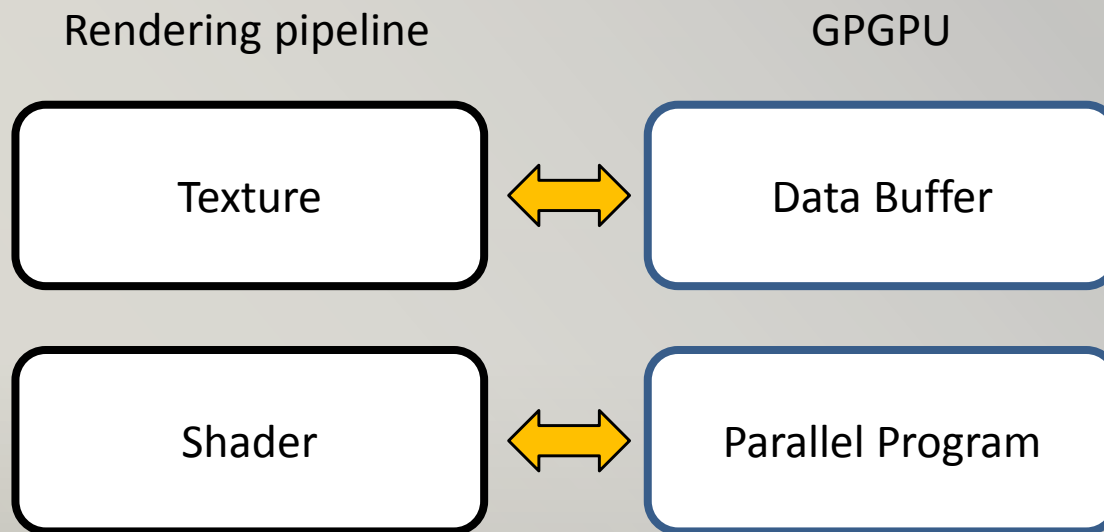 Rendering pipeline
GPGPU
Texture
Data Buffer
Shader
Parallel Program